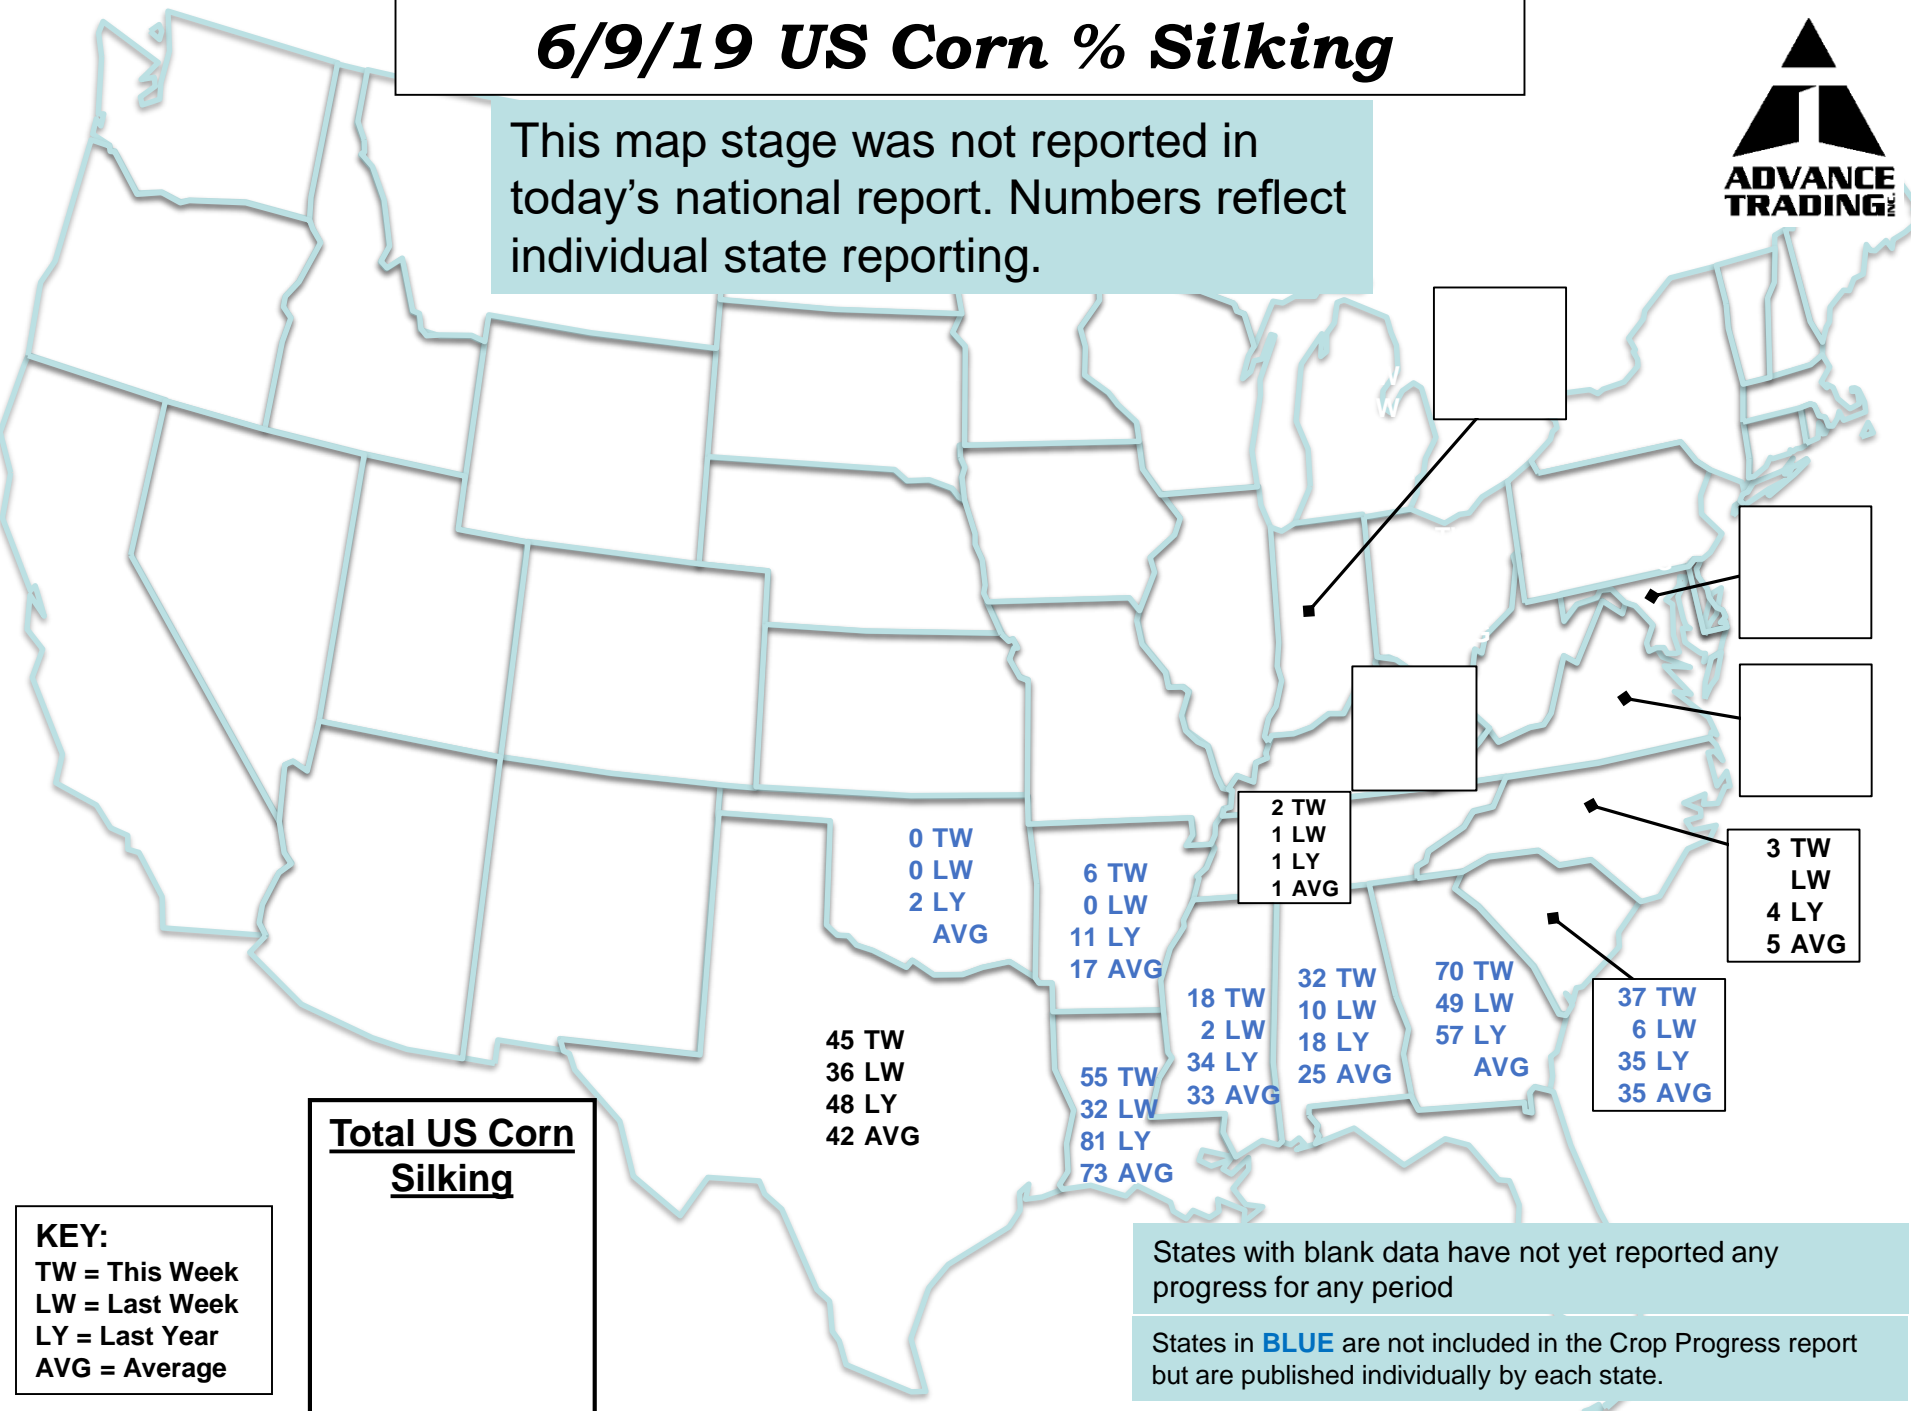 6/9/19 US Corn % Silking
This map stage was not reported in
today's national report. Numbers reflect
individual state reporting.
ADVANCE
TRADING INC.
W
W
G
0 TW
0 LW
2 LY
AVG
6 TW
0 LW
11 LY
17 AVG
2 TW
1 LW
1 LY
1 AVG
3 TW
LW
4 LY
5 AVG
18 TW
2 LW
34 LY
33 AVG
32 TW
10 LW
18 LY
25 AVG
70 TW
49 LW
57 LY
AVG
37 TW
6 LW
35 LY
35 AVG
45 TW
36 LW
48 LY
42 AVG
55 TW
32 LW
81 LY
73 AVG
Total US Corn
Silking
KEY:
TW = This Week
LW = Last Week
LY = Last Year
AVG = Average
States with blank data have not yet reported any
progress for any period
States in BLUE are not included in the Crop Progress report
but are published individually by each state.